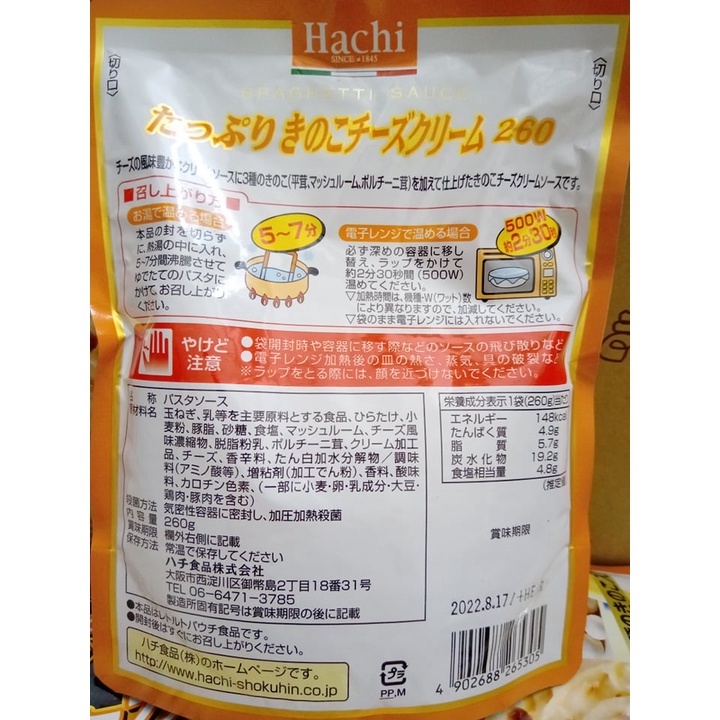 Hachi
SINCE 1845
〈切り口〉
〈切り口〉
SPAGHETTI SAUCE
たっぷりきのこチーズクリーム 260
チーズの風味豊か クリームソースに3種のきのこ(平茸、マッシュルーム、ポルチーニ茸)を加えて仕上げたきのこチーズクリームソースです。
■召し上がり方■
お湯で温める場合
本品の封を切らず
に、熱湯の中に入れ、
5~7分間沸騰させて
ゆでたてのパスタに
かけて、お召し上がり
ください。
5~7分
電子レンジで温める場合
必ず深めの容器に移し
替え、ラップをかけて
約2分30秒間(500W)
温めてください。
▽加熱時間は、機種・W(ワット)数
により異なりますので、加減してください。
▽袋のまま電子レンジには入れないでください。
500W
約2分30秒
やけど
注意
●袋開封時や容器に移す際などのソースの飛び散りなど
●電子レンジ加熱後の皿の熱さ、蒸気、具の破裂など
※ラップをとる際には、顔を近づけないでください。
名称 パスタソース
原材料名 玉ねぎ、乳等を主要原料とする食品、ひらたけ、小
麦粉、豚脂、砂糖、食塩、マッシュルーム、チーズ風
味濃縮物、脱脂粉乳、ポルチーニ茸、クリーム加工
品、チーズ、香辛料、たん白加水分解物/調味
料(アミノ酸等)、増粘剤(加工でん粉)、香料、酸味
料、カロチン色素、(一部に小麦・卵・乳成分・大豆・
鶏肉・豚肉を含む)
殺菌方法 気密性容器に密封し、加圧加熱殺菌
内容量 260g
賞味期限 欄外右側に記載
保存方法 常温で保存してください
ハチ食品株式会社
大阪市西淀川区御幣島2丁目18番31号
TEL 06-6471-3785
製造所固有記号は賞味期限の後に記載
栄養成分表示1袋(260g)当たり
エネルギー 148kcal
たんぱく質 4.9g
脂質 5.7g
炭水化物 19.2g
食塩相当量 4.8g
(推定値)
賞味期限
2022.8.17/
●本品はレトルトパウチ食品です。
●開封後はすぐにお召し上がりください。
ハチ食品(株)のホームページです。
http://www.hachi-shokuhin.co.jp
プラ
PP,M
4 902688 265305